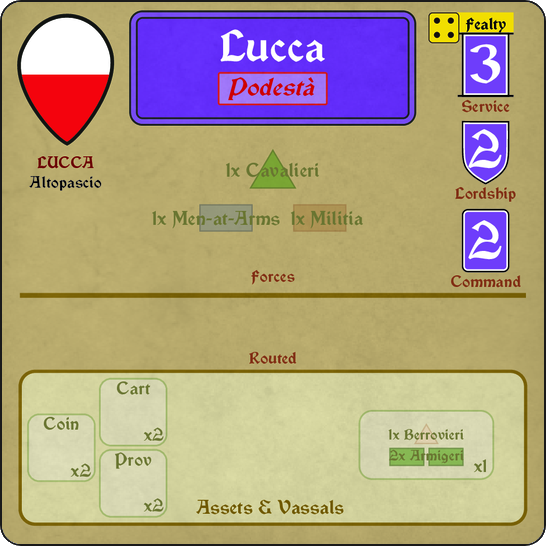 Lucca
Podestà
Fealty
3
Service
LUCCA
Altopascio
2
Lordship
1x Cavalieri
1x Men-at-Arms 1x Militia
2
Command
Forces
Routed
Cart
x2
Coin
x2
Prov
x2
1x Berrovieri
2x Armigeri
x1
Assets & Vassals